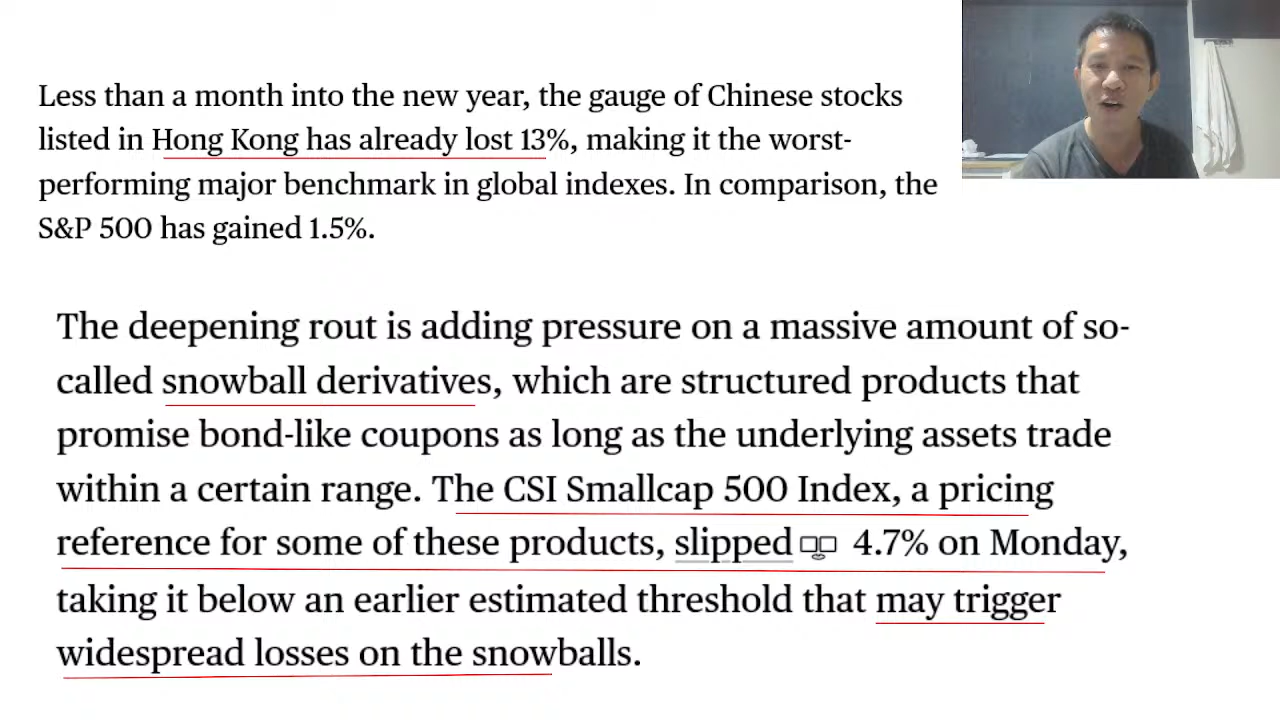 Less than a month into the new year, the gauge of Chinese stocks
listed in Hong Kong has already lost 13%, making it the worst-
performing major benchmark in global indexes. In comparison, the
S&P 500 has gained 1.5%.
The deepening rout is adding pressure on a massive amount of so-
called snowball derivatives, which are structured products that
promise bond-like coupons as long as the underlying assets trade
within a certain range. The CSI Smallcap 500 Index, a pricing
reference for some of these products, slipped 4.7% on Monday,
taking it below an earlier estimated threshold that may trigger
widespread losses on the snowballs.